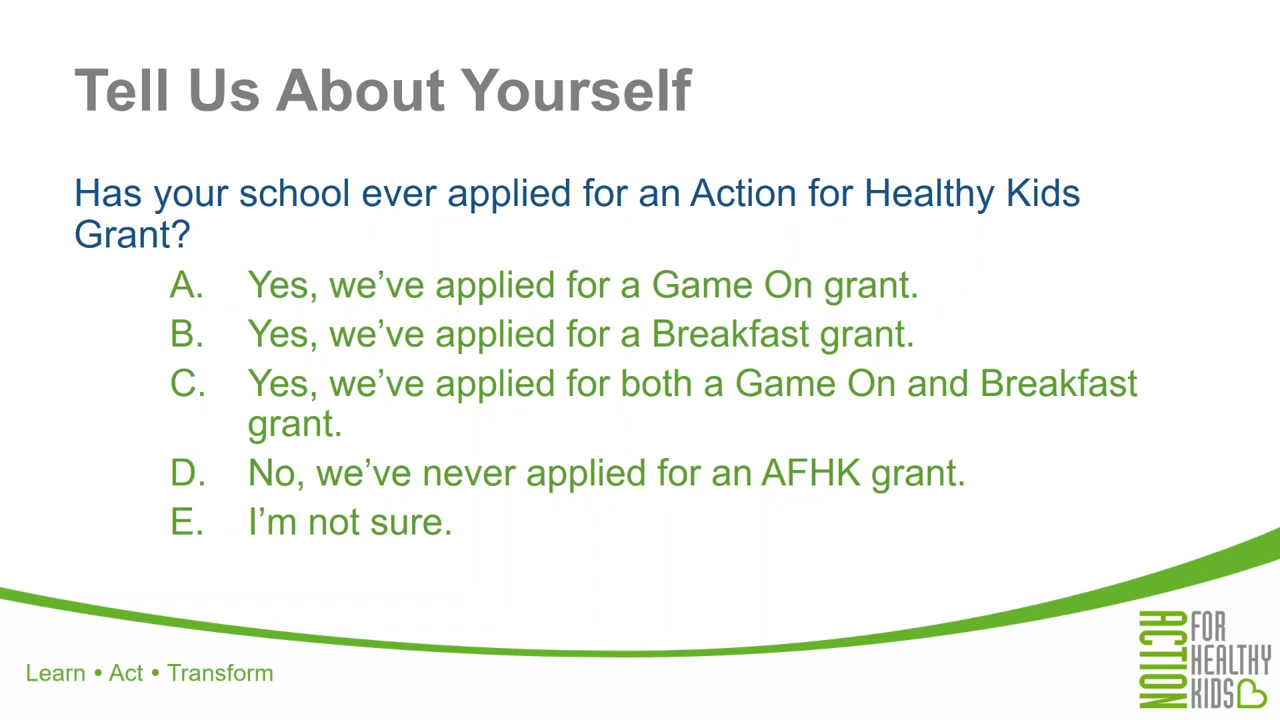 Tell Us About Yourself
Has your school ever applied for an Action for Healthy Kids
Grant?
A. Yes, we’ve applied for a Game On grant.
B. Yes, we’ve applied for a Breakfast grant.
C. Yes, we’ve applied for both a Game On and Breakfast
grant.
D. No, we’ve never applied for an AFHK grant.
E. I’m not sure.
Learn • Act • Transform
ACTION
FOR
HEALTHY
KIDS